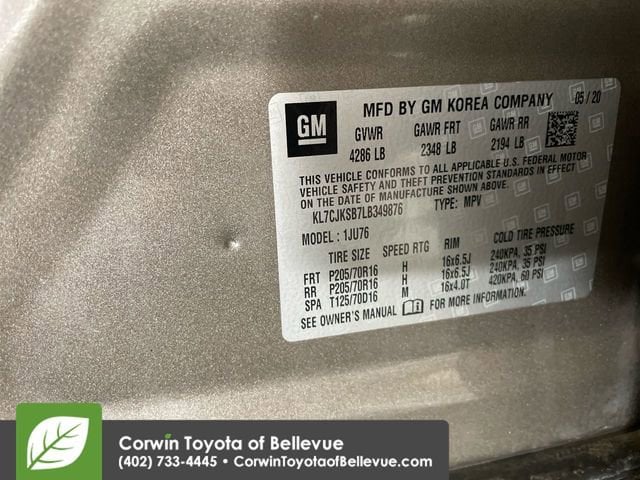 GM
MFD BY GM KOREA COMPANY 05 / 20
GVWR GAWR FRT GAWR RR
4286 LB 2348 LB 2194 LB
THIS VEHICLE CONFORMS TO ALL APPLICABLE U.S. FEDERAL MOTOR
VEHICLE SAFETY AND THEFT PREVENTION STANDARDS IN EFFECT
ON THE DATE OF MANUFACTURE SHOWN ABOVE.
KL7CJKSB7LB349876 TYPE: MPV
MODEL : 1JU76
TIRE SIZE SPEED RTG RIM COLD TIRE PRESSURE
FRT P205/70R16 H 16x6.5J 240KPA, 35 PSI
RR P205/70R16 H 16x6.5J 240KPA, 35 PSI
SPA T125/70D16 M 16x4.0T 420KPA, 60 PSI
SEE OWNER'S MANUAL FOR MORE INFORMATION
Corwin Toyota of Bellevue
(402) 733-4445 • CorwinToyotaofBellevue.com